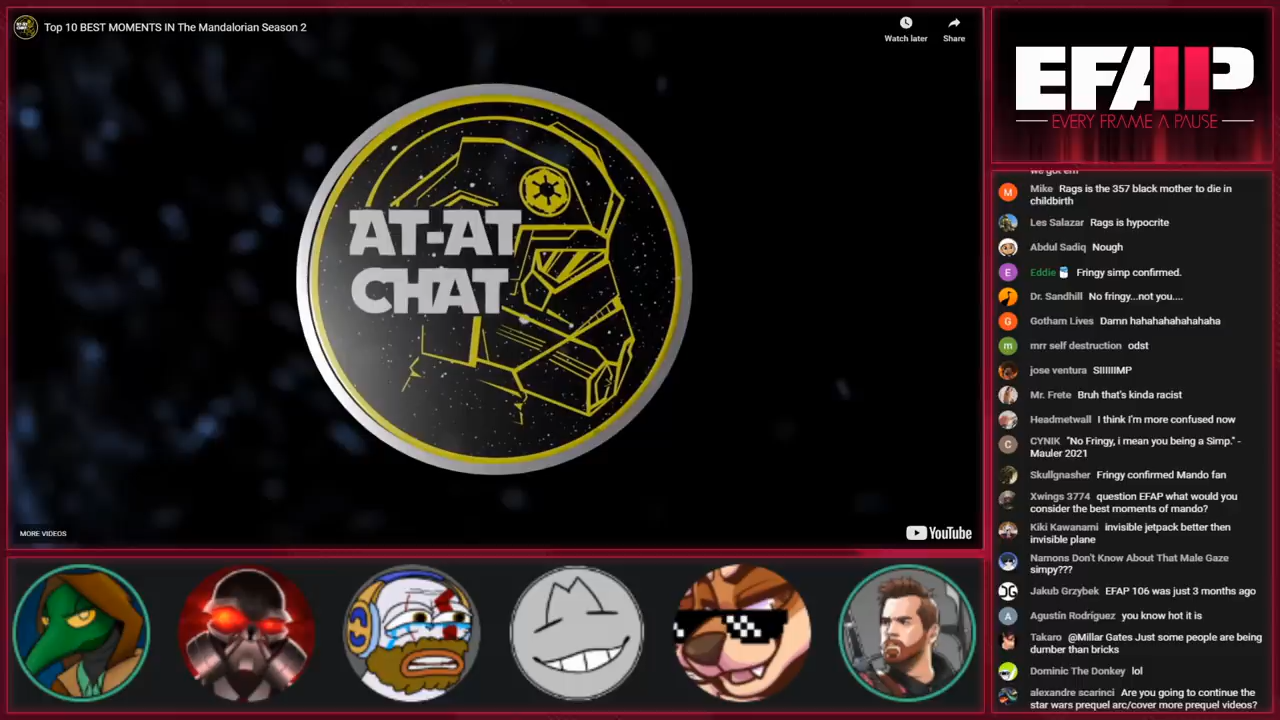 Top 10 BEST MOMENTS IN The Mandalorian Season 2
Watch later
Share
AT-AT
CHAT
MORE VIDEOS
YouTube
EFAP
EVERY FRAME A PAUSE
we got em
Mike Rags is the 357 black mother to die in
childbirth
Les Salazar Rags is hypocrite
Abdul Sadiq Nough
Eddie Fringy simp confirmed.
Dr. Sandhill No fringy...not you....
Gotham Lives Damn hahahahahahaha
mrr self destruction odst
jose ventura SIIIIIIMP
Mr. Frete Bruh that's kinda racist
Headmetwall I think I'm more confused now
CYNIK "No Fringy, i mean you being a Simp." -
Mauler 2021
Skullgnasher Fringy confirmed Mando fan
Xwings 3774 question EFAP what would you
consider the best moments of mando?
Kiki Kawanami invisible jetpack better then
invisible plane
Namons Don't Know About That Male Gaze
simpy???
Jakub Grzybek EFAP 106 was just 3 months ago
Agustín Rodríguez you know hot it is
Takaro @Millar Gates Just some people are being
dumber than bricks
Dominic The Donkey lol
alexandre scarinci Are you going to continue the
star wars prequel arc/cover more prequel videos?